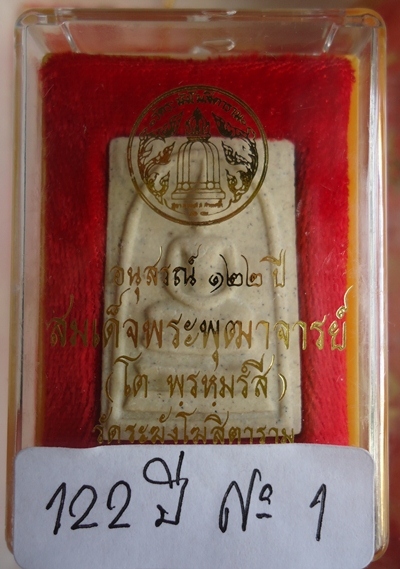 อนุสรณ์ ๑๒๒ ปี
สมเด็จพระพุฒาจารย์
(โต พรหมรังสี)
วัดระฆังโฆสิตาราม
122 ปี No 1